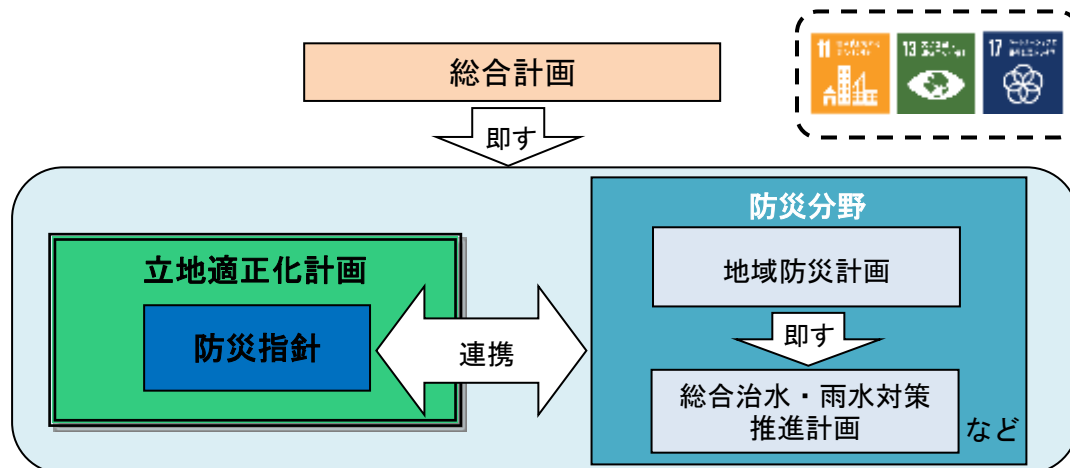 総合計画
11
13
17
即す
防災分野
立地適正化計画
地域防災計画
防災指針
連携
即す
総合治水・雨水対策
推進計画
など